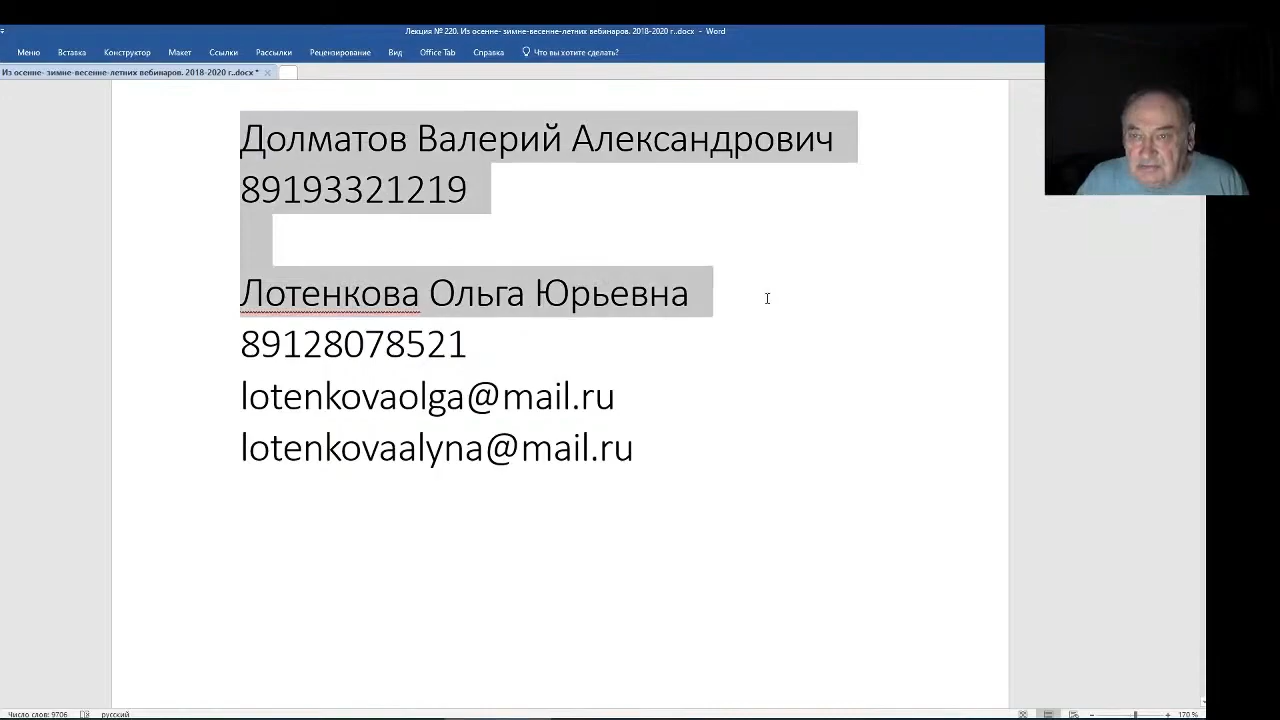 Лекция № 220. Из осенне- зимне-весенне-летних вебинаров. 2018-2020 г..docx - Word
Меню Вставка Конструктор Макет Ссылки Рассылки Рецензирование Вид Office Tab Справка Что вы хотите сделать?
Из осенне- зимне-весенне-летних вебинаров. 2018-2020 г..docx *
Долматов Валерий Александрович
89193321219
Лотенкова Ольга Юрьевна
89128078521
lotenkovaolga@mail.ru
lotenkovaalyna@mail.ru
Число слов: 9706 русский 170 %